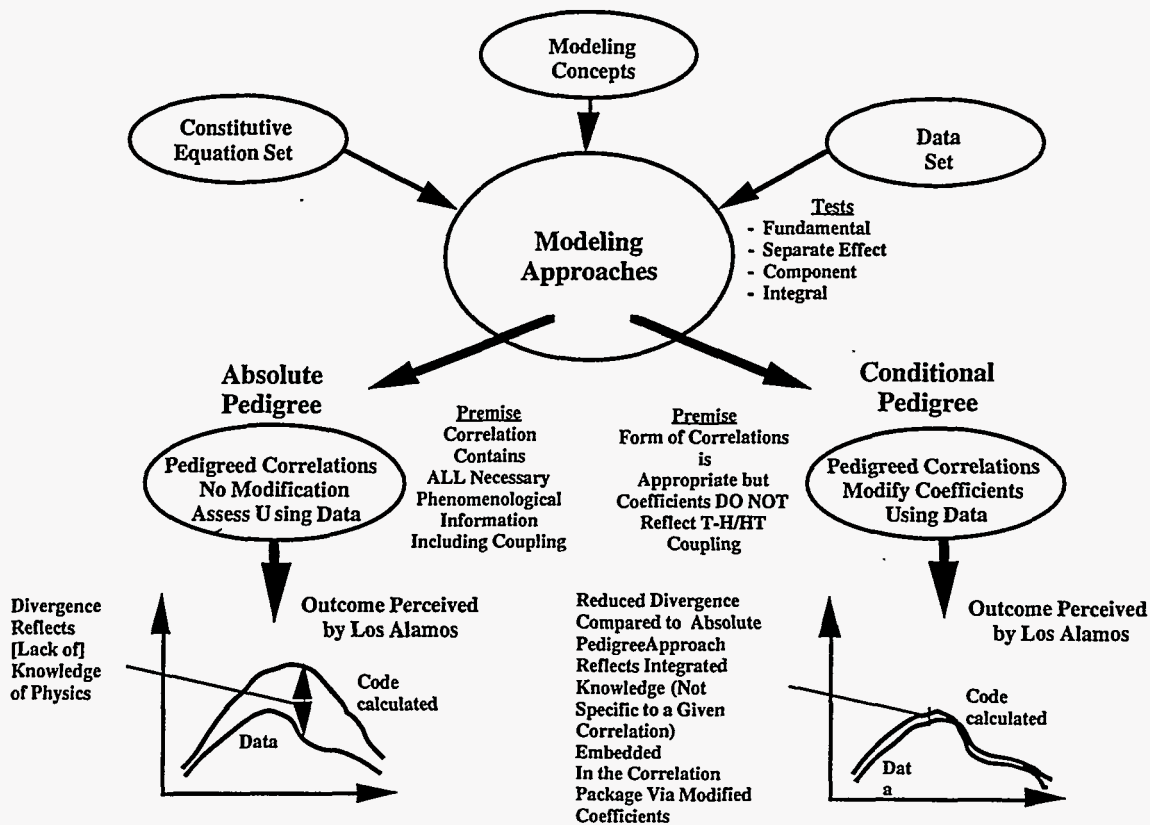 Modeling
Concepts
Constitutive
Equation Set
Data
Set
Modeling
Approaches
Tests
- Fundamental
- Separate Effect
- Component
- Integral
Absolute
Pedigree
Pedigreed Correlations
No Modification
Assess Using Data
Premise
Correlation
Contains
ALL Necessary
Phenomenological
Information
Including Coupling
Premise
Form of Correlations
is
Appropriate but
Coefficients DO NOT
Reflect T-H/HT
Coupling
Conditional
Pedigree
Pedigreed Correlations
Modify Coefficients
Using Data
Divergence
Reflects
[Lack of]
Knowledge
of Physics
Outcome Perceived
by Los Alamos
Code
calculated
Data
Reduced Divergence
Compared to Absolute
PedigreeApproach
Reflects Integrated
Knowledge (Not
Specific to a Given
Correlation)
Embedded
In the Correlation
Package Via Modified
Coefficients
Outcome Perceived
by Los Alamos
Code
calculated
Dat
a